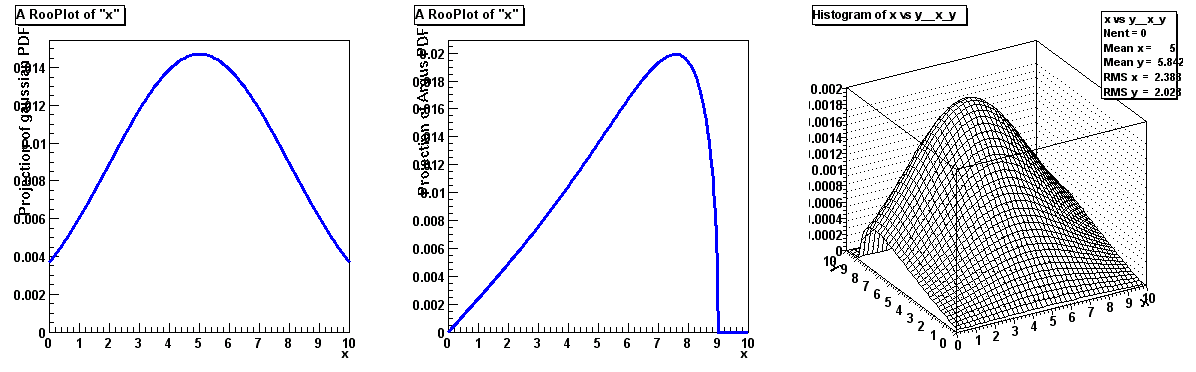 A RooPlot of "x"
Projection of gaussian PDF
0.014
0.012
0.01
0.008
0.006
0.004
0.002
0
0 1 2 3 4 5 6 7 8 9 10
x
A RooPlot of "x"
Projection of Argus PDF
0.02
0.018
0.016
0.014
0.012
0.01
0.008
0.006
0.004
0.002
0
0 1 2 3 4 5 6 7 8 9 10
x
Histogram of x vs y__x_y
x vs y__x_y
Nent = 0
Mean x = 5
Mean y = 5.842
RMS x = 2.383
RMS y = 2.023
0.002
0.0018
0.0016
0.0014
0.0012
0.001
0.0008
0.0006
0.0004
0.0002
0
10 9 8 7 6 5 4 3 2 1 0
y
0 1 2 3 4 5 6 7 8 9 10
x